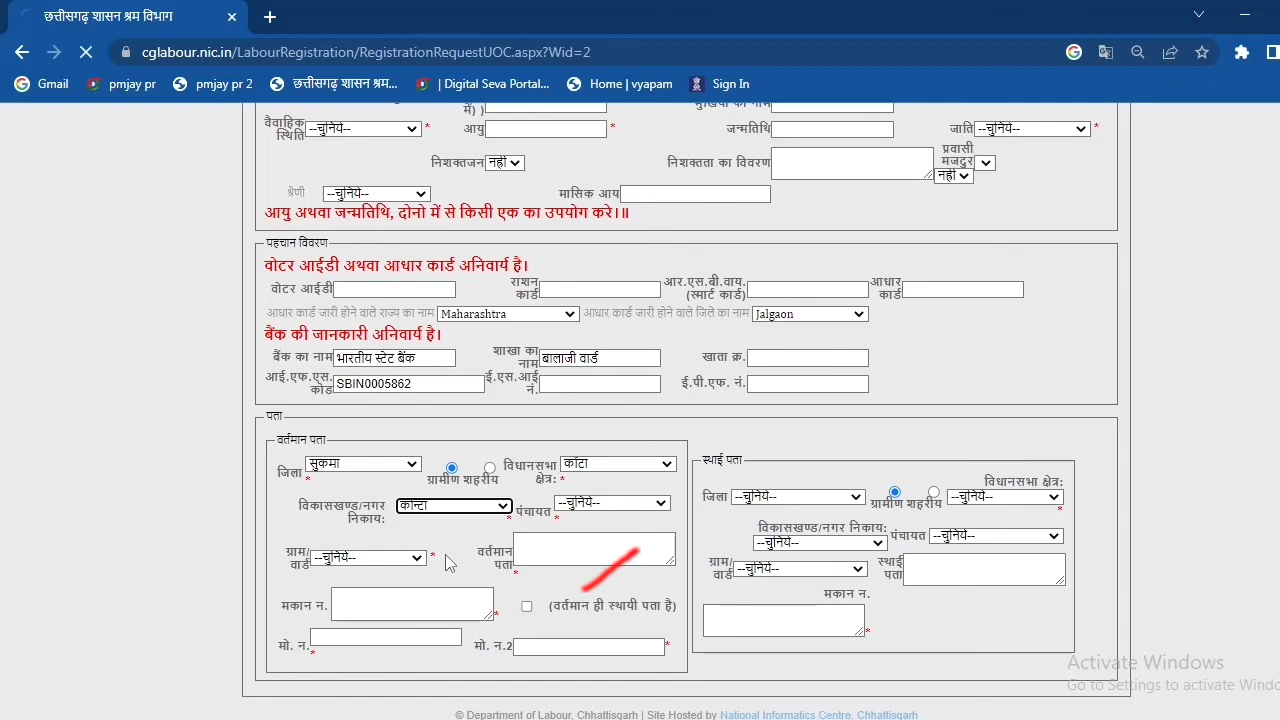 छत्तीसगढ़ शासन श्रम विभाग
cglabour.nic.in/LabourRegistration/RegistrationRequestUOC.aspx?Wid=2
Gmail pmjay pr pmjay pr 2 छत्तीसगढ़ शासन श्रम... | Digital Seva Portal... Home | vyapam Sign In
में) ) मुखिया का नाम
वैवाहिक स्थिति --चुनिये-- * आयु * जन्मतिथि जाति --चुनिये-- *
निशक्तजन नहीं निशक्तता का विवरण प्रवासी मजदुर नहीं
श्रेणी --चुनिये-- मासिक आय
आयु अथवा जन्मतिथि, दोनो में से किसी एक का उपयोग करे।॥
पहचान विवरण
वोटर आईडी अथवा आधार कार्ड अनिवार्य है।
वोटर आईडी राशन कार्ड आर.एस.बी.वाय. (स्मार्ट कार्ड) आधार कार्ड
आधार कार्ड जारी होने वाले राज्य का नाम Maharashtra आधार कार्ड जारी होने वाले जिले का नाम Jalgaon
बैंक की जानकारी अनिवार्य है।
बैंक का नाम भारतीय स्टेट बैंक शाखा का नाम बालाजी वार्ड खाता क्र.
आई.एफ.एस. कोड SBIN0005862 ई.एस.आई नं. ई.पी.एफ. नं.
पता
वर्तमान पता
जिला * सुकमा ग्रामीण शहरीय विधानसभा क्षेत्र: * कोंटा
विकासखण्ड/नगर निकाय: कोन्टा * पंचायत * --चुनिये--
ग्राम/वार्ड --चुनिये-- * वर्तमान पता *
मकान न. * (वर्तमान ही स्थायी पता है)
मो. न. * मो. न.2 *
स्थाई पता
जिला --चुनिये-- ग्रामीण शहरीय विधानसभा क्षेत्र: --चुनिये-- *
विकासखण्ड/नगर निकाय: --चुनिये-- पंचायत --चुनिये--
ग्राम/वार्ड --चुनिये-- स्थाई पता
मकान न. *
Activate Windows
Go to Settings to activate Windo
© Department of Labour, Chhattisgarh | Site Hosted by National Informatics Centre, Chhattisgarh